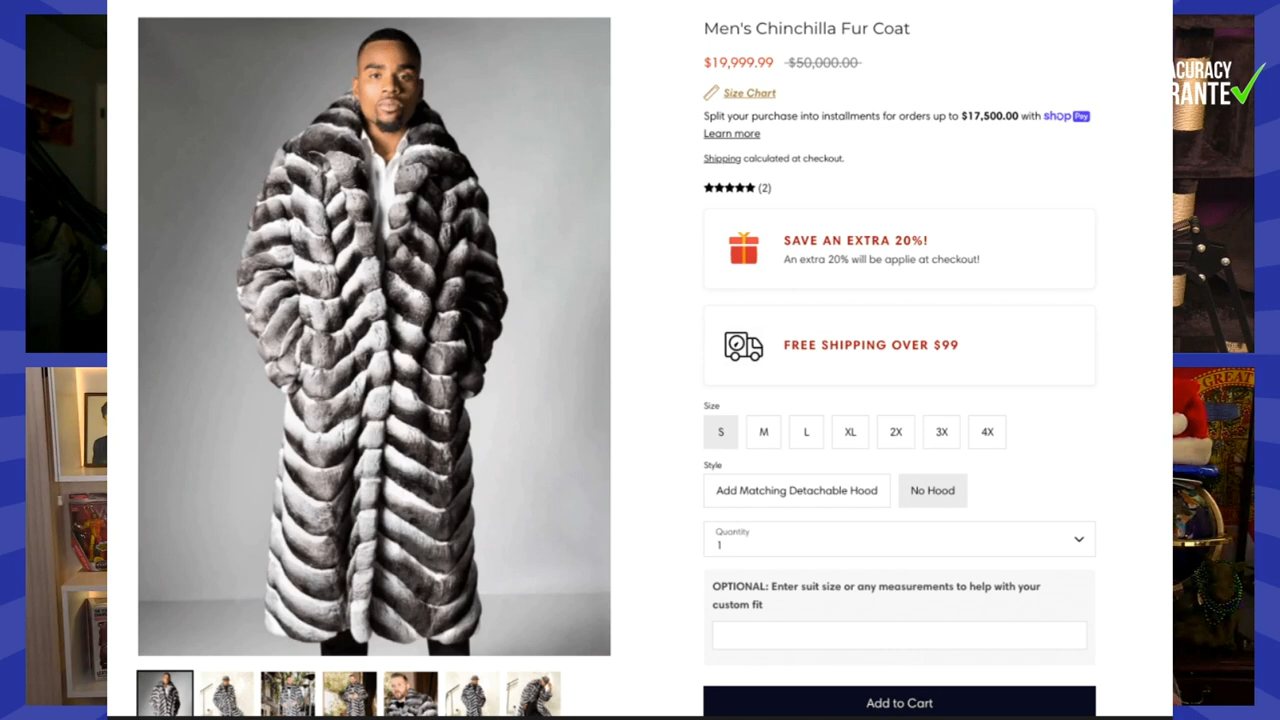 Men's Chinchilla Fur Coat
$19,999.99 $50,000.00
Size Chart
Split your purchase into installments for orders up to $17,500.00 with shop Pay
Learn more
Shipping calculated at checkout.
(2)
SAVE AN EXTRA 20%!
An extra 20% will be applie at checkout!
FREE SHIPPING OVER $99
Size
S M L XL 2X 3X 4X
Style
Add Matching Detachable Hood No Hood
Quantity
1
OPTIONAL: Enter suit size or any measurements to help with your
custom fit
Add to Cart
ACURACY
RANTE
GREAT